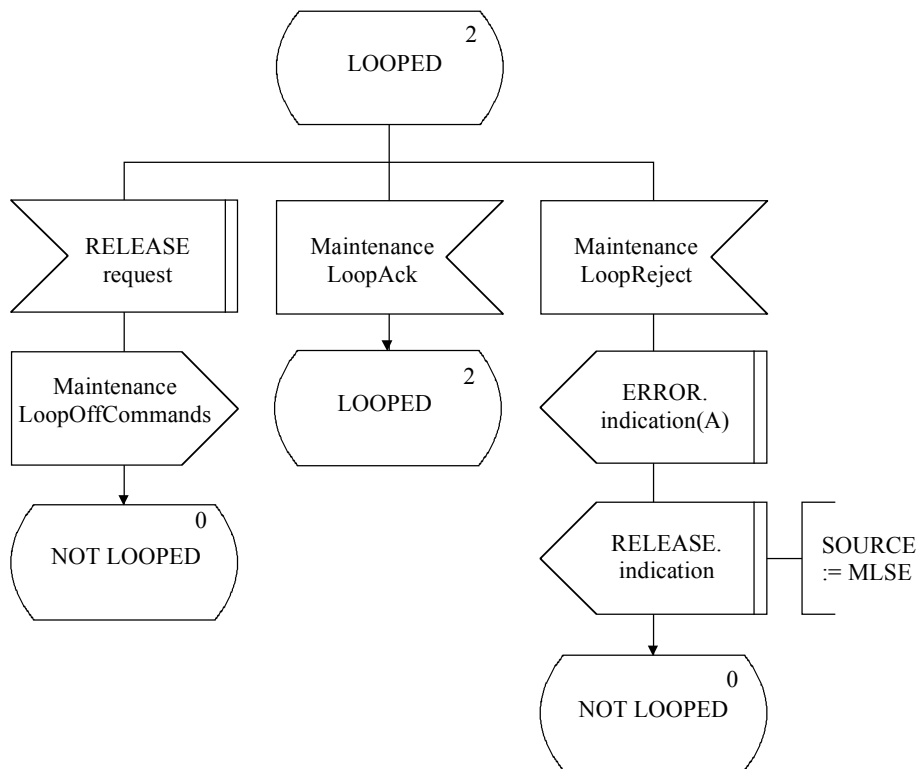 2
LOOPED
RELEASE
request
Maintenance
LoopAck
Maintenance
LoopReject
Maintenance
LoopOffCommands
2
LOOPED
ERROR.
indication(A)
0
NOT LOOPED
RELEASE.
indication
SOURCE
:= MLSE
0
NOT LOOPED